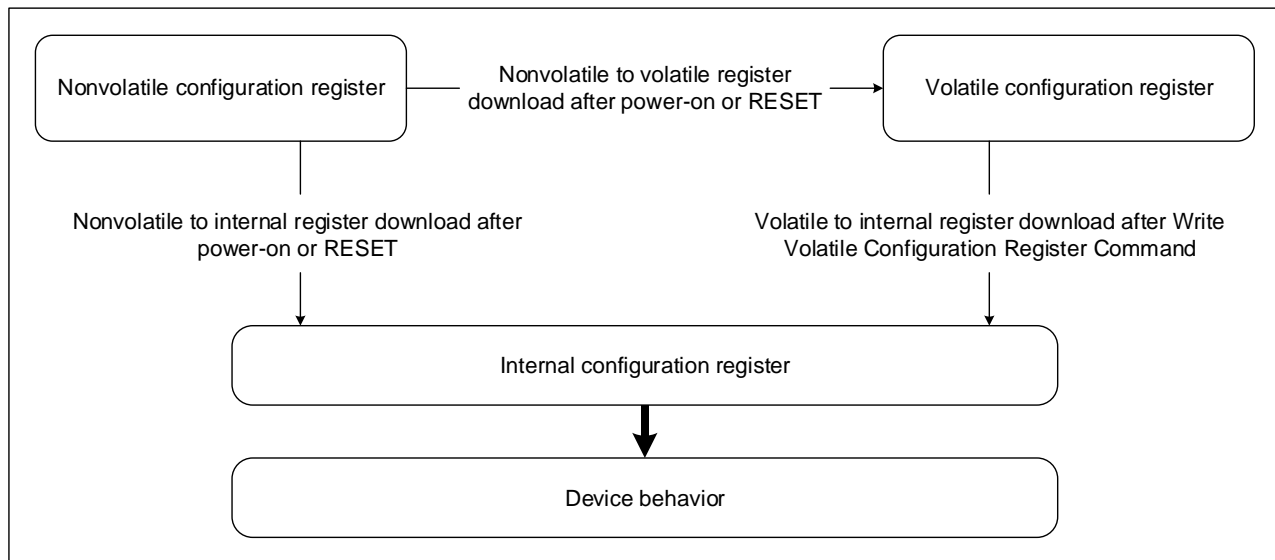 Nonvolatile configuration register
Nonvolatile to volatile register
download after power-on or RESET
Volatile configuration register
Nonvolatile to internal register download after
power-on or RESET
Volatile to internal register download after Write
Volatile Configuration Register Command
Internal configuration register
Device behavior